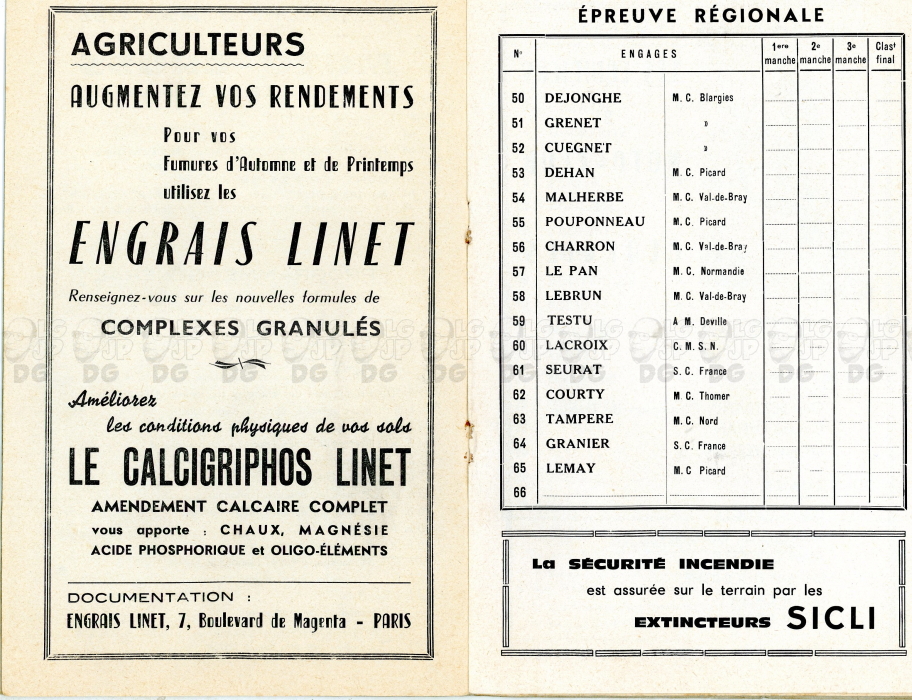 AGRICULTEURS
AUGMENTEZ VOS RENDEMENTS
Pour vos
Fumures d'Automne et de Printemps
utilisez les
ENGRAIS LINET
Renseignez-vous sur les nouvelles formules de
COMPLEXES GRANULÉS
Améliorez
les conditions physiques de vos sols
LE CALCIGRIPHOS LINET
AMENDEMENT CALCAIRE COMPLET
vous apporte : CHAUX, MAGNÉSIE
ACIDE PHOSPHORIQUE et OLIGO-ÉLÉMENTS
DOCUMENTATION :
ENGRAIS LINET, 7, Boulevard de Magenta - PARIS
ÉPREUVE RÉGIONALE
N° ENGAGES 1ere manche 2e manche 3e manche Clast final
50 DEJONGHE M. C. Blargies
51 GRENET »
52 CUEGNET »
53 DEHAN M. C. Picard
54 MALHERBE M. C. Val-de-Bray
55 POUPONNEAU M. C. Picard
56 CHARRON M. C. Val-de-Bray
57 LE PAN M. C. Normandie
58 LEBRUN M. C. Val-de-Bray
59 TESTU A. M. Deville
60 LACROIX C. M. S. N.
61 SEURAT S. C. France
62 COURTY M. C. Thomer
63 TAMPERE M. C. Nord
64 GRANIER S. C. France
65 LEMAY M. C Picard
66
La SÉCURITÉ INCENDIE
est assurée sur le terrain par les
EXTINCTEURS SICLI
LG JP DG